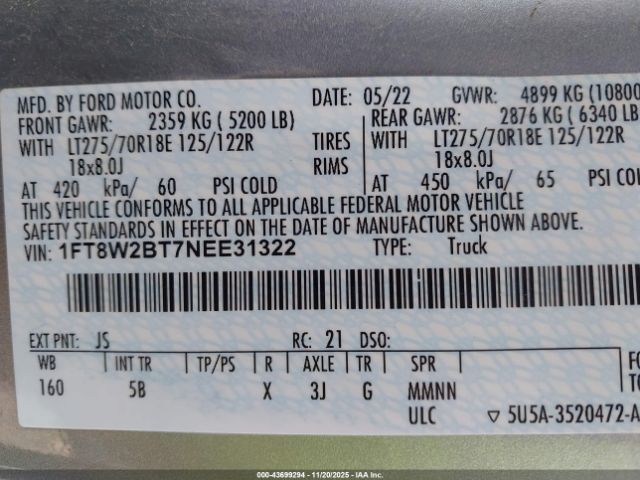 MFD. BY FORD MOTOR CO. DATE: 05/22 GVWR: 4899 KG (10800
FRONT GAWR: 2359 KG ( 5200 LB) REAR GAWR: 2876 KG ( 6340 LB)
WITH LT275/70R18E 125/122R TIRES WITH LT275/70R18E 125/122R
18x8.0J RIMS 18x8.0J
AT 420 kPa/ 60 PSI COLD AT 450 kPa/ 65 PSI COL
THIS VEHICLE CONFORMS TO ALL APPLICABLE FEDERAL MOTOR VEHICLE
SAFETY STANDARDS IN EFFECT ON THE DATE OF MANUFACTURE SHOWN ABOVE.
VIN: 1FT8W2BT7NEE31322 TYPE: Truck
EXT PNT: JS RC: 21 DSO:
WB INT TR TP/PS R AXLE TR SPR
160 5B X 3J G MMNN
ULC ▽ 5U5A-3520472-A
000-43699294 - 11/20/2025 - IAA Inc.